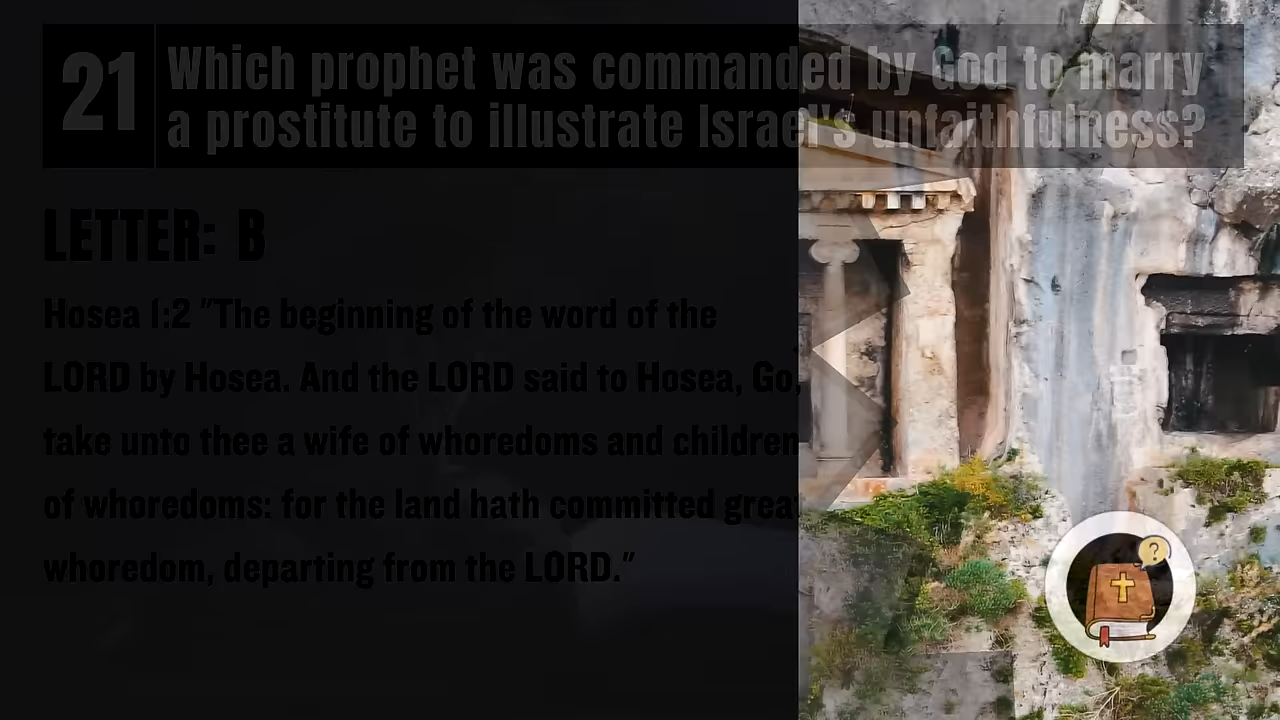 21
Which prophet was commanded by God to marry
a prostitute to illustrate Israel's unfaithfulness?
LETTER: B
Hosea 1:2 "The beginning of the word of the
LORD by Hosea. And the LORD said to Hosea, Go,
take unto thee a wife of whoredoms and children
of whoredoms: for the land hath committed great
whoredom, departing from the LORD."
?